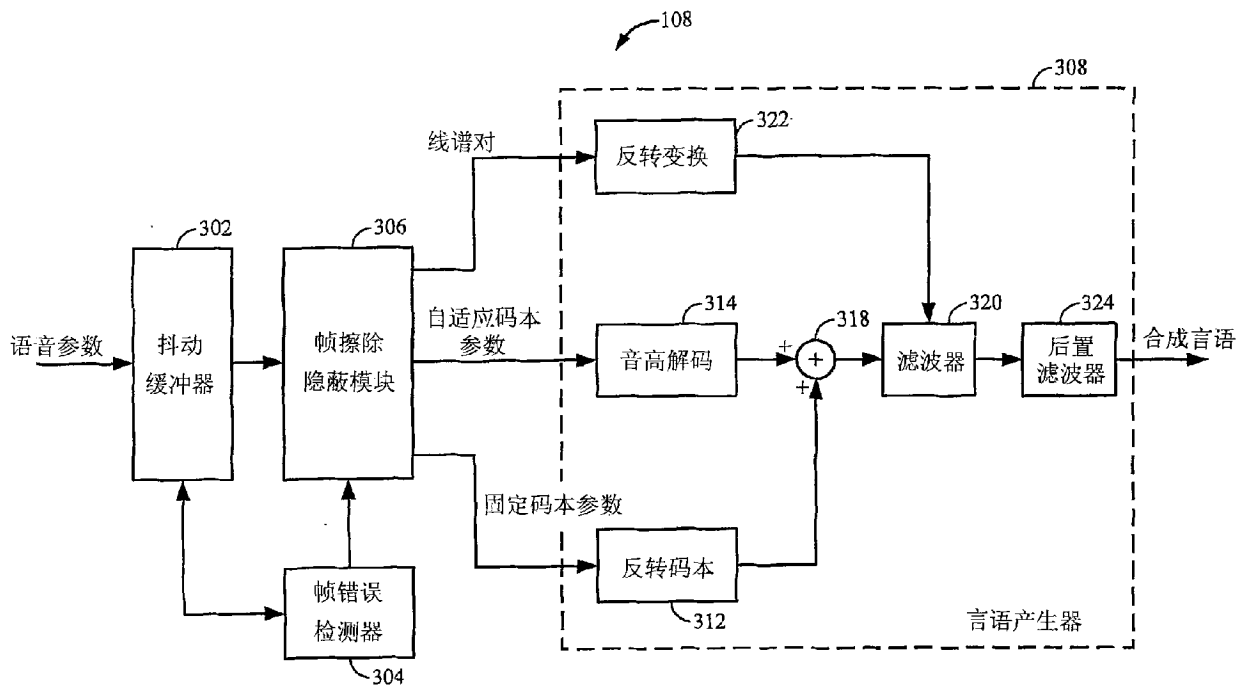 108
308
线谱对
322
反转变换
302
306
语音参数
抖动
缓冲器
帧擦除
隐蔽模块
自适应码本
参数
314
音高解码
+
318
+
+
320
滤波器
324
后置
滤波器
合成言语
固定码本参数
反转码本
312
帧错误
检测器
304
言语产生器